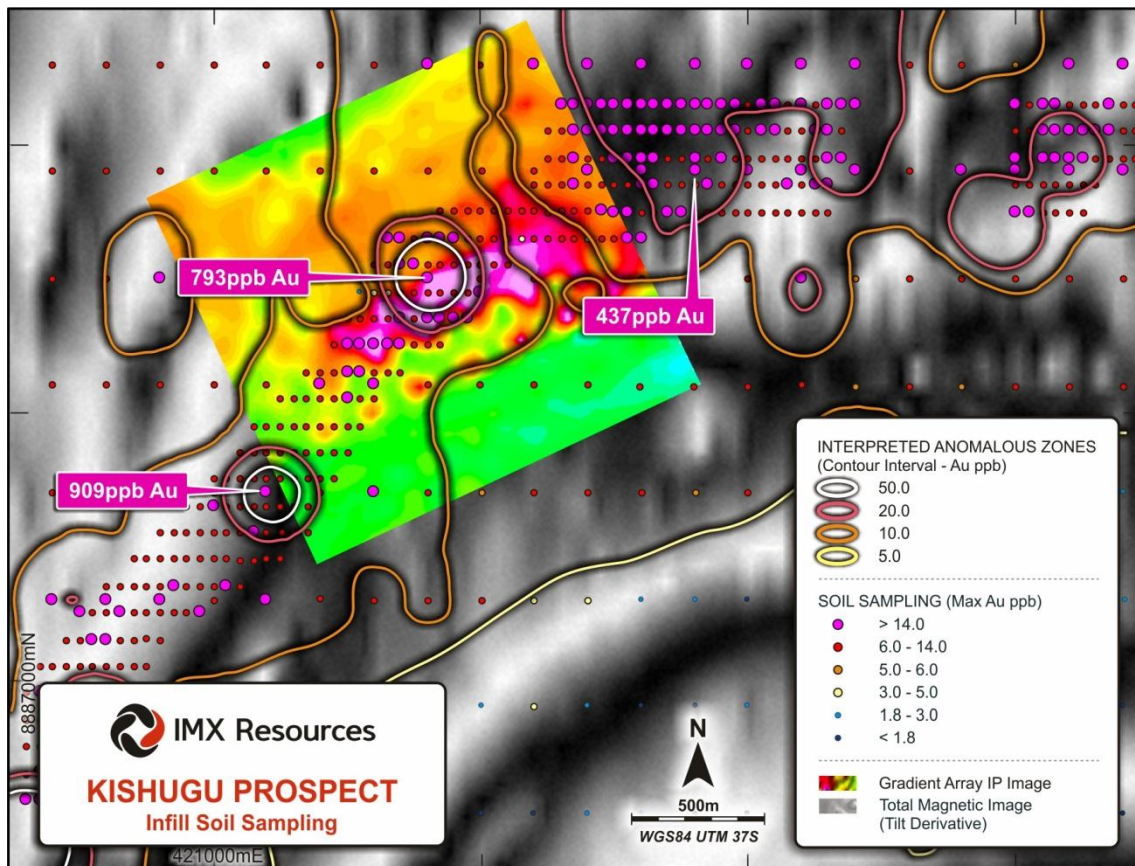 793ppb Au
437ppb Au
909ppb Au
INTERPRETED ANOMALOUS ZONES
(Contour Interval - Au ppb)
50.0
20.0
10.0
5.0
SOIL SAMPLING (Max Au ppb)
> 14.0
6.0 - 14.0
5.0 - 6.0
3.0 - 5.0
1.8 - 3.0
< 1.8
Gradient Array IP Image
Total Magnetic Image
(Tilt Derivative)
8887000mN
IMX Resources
KISHUGU PROSPECT
Infill Soil Sampling
421000mE
N
500m
WGS84 UTM 37S